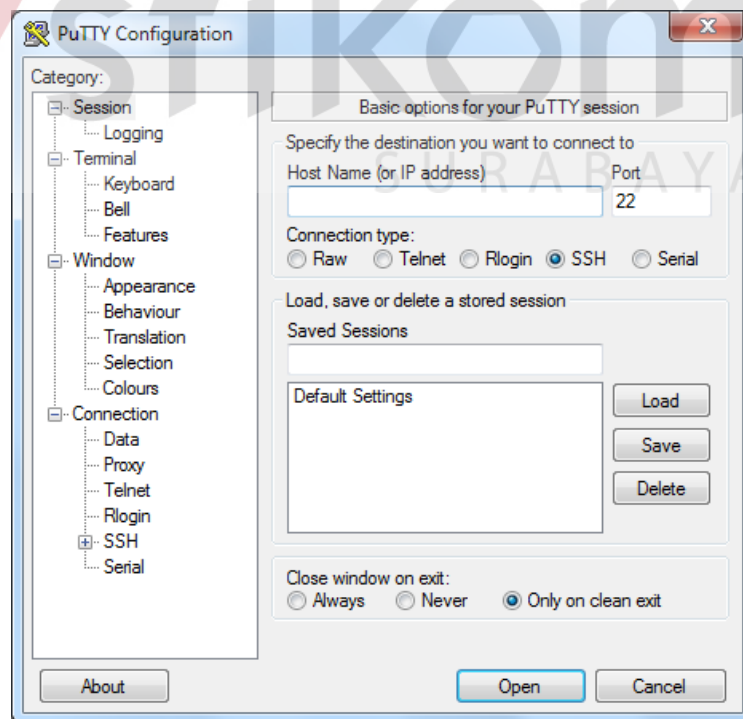 stikom
SURABAYA
PuTTY Configuration
Category:
Session
Logging
Terminal
Keyboard
Bell
Features
Window
Appearance
Behaviour
Translation
Selection
Colours
Connection
Data
Proxy
Telnet
Rlogin
SSH
Serial
Basic options for your PuTTY session
Specify the destination you want to connect to
Host Name (or IP address) Port
22
Connection type:
Raw Telnet Rlogin SSH Serial
Load, save or delete a stored session
Saved Sessions
Default Settings
Load
Save
Delete
Close window on exit:
Always Never Only on clean exit
About Open Cancel